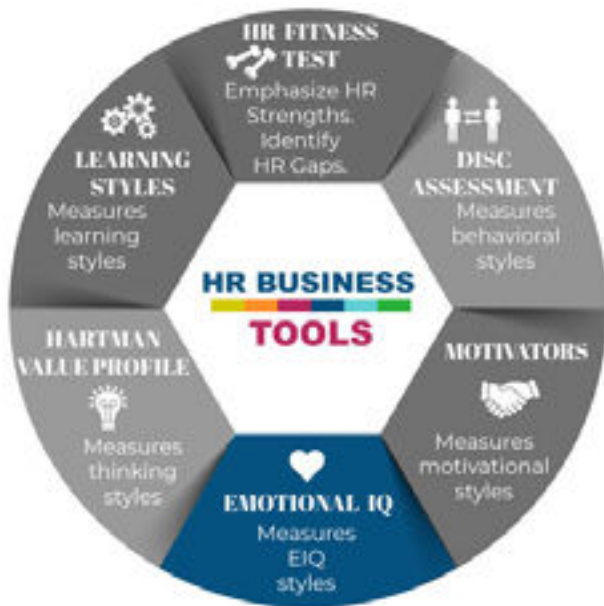 HR FITNESS
TEST
Emphasize HR
Strengths.
Identify
HR Gaps.
DISC
ASSESSMENT
Measures
behavioral
styles
MOTIVATORS
Measures
motivational
styles
EMOTIONAL IQ
Measures
EIQ
styles
HARTMAN
VALUE PROFILE
Measures
thinking
styles
LEARNING
STYLES
Measures
learning
styles
HR BUSINESS
TOOLS